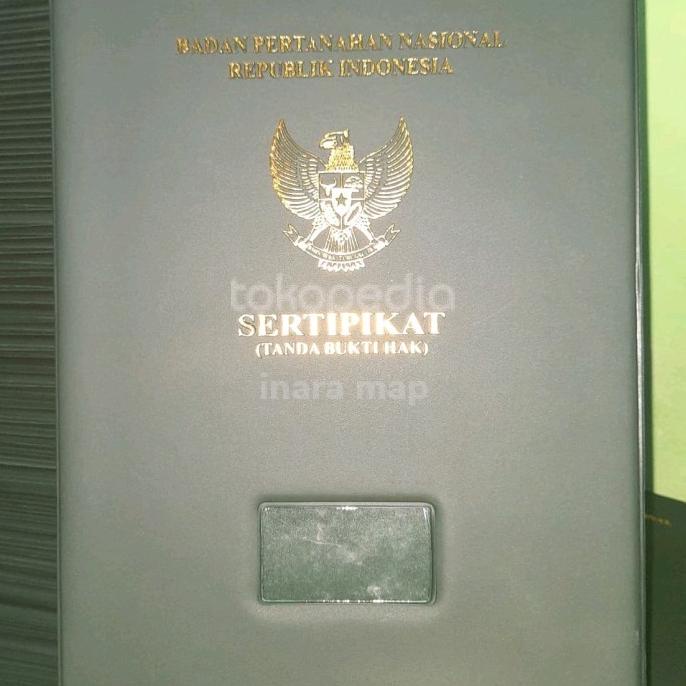 BADAN PERTANAHAN NASIONAL
REPUBLIK INDONESIA
tokopedia
SERTIPIKAT
(TANDA BUKTI HAK)
inara map